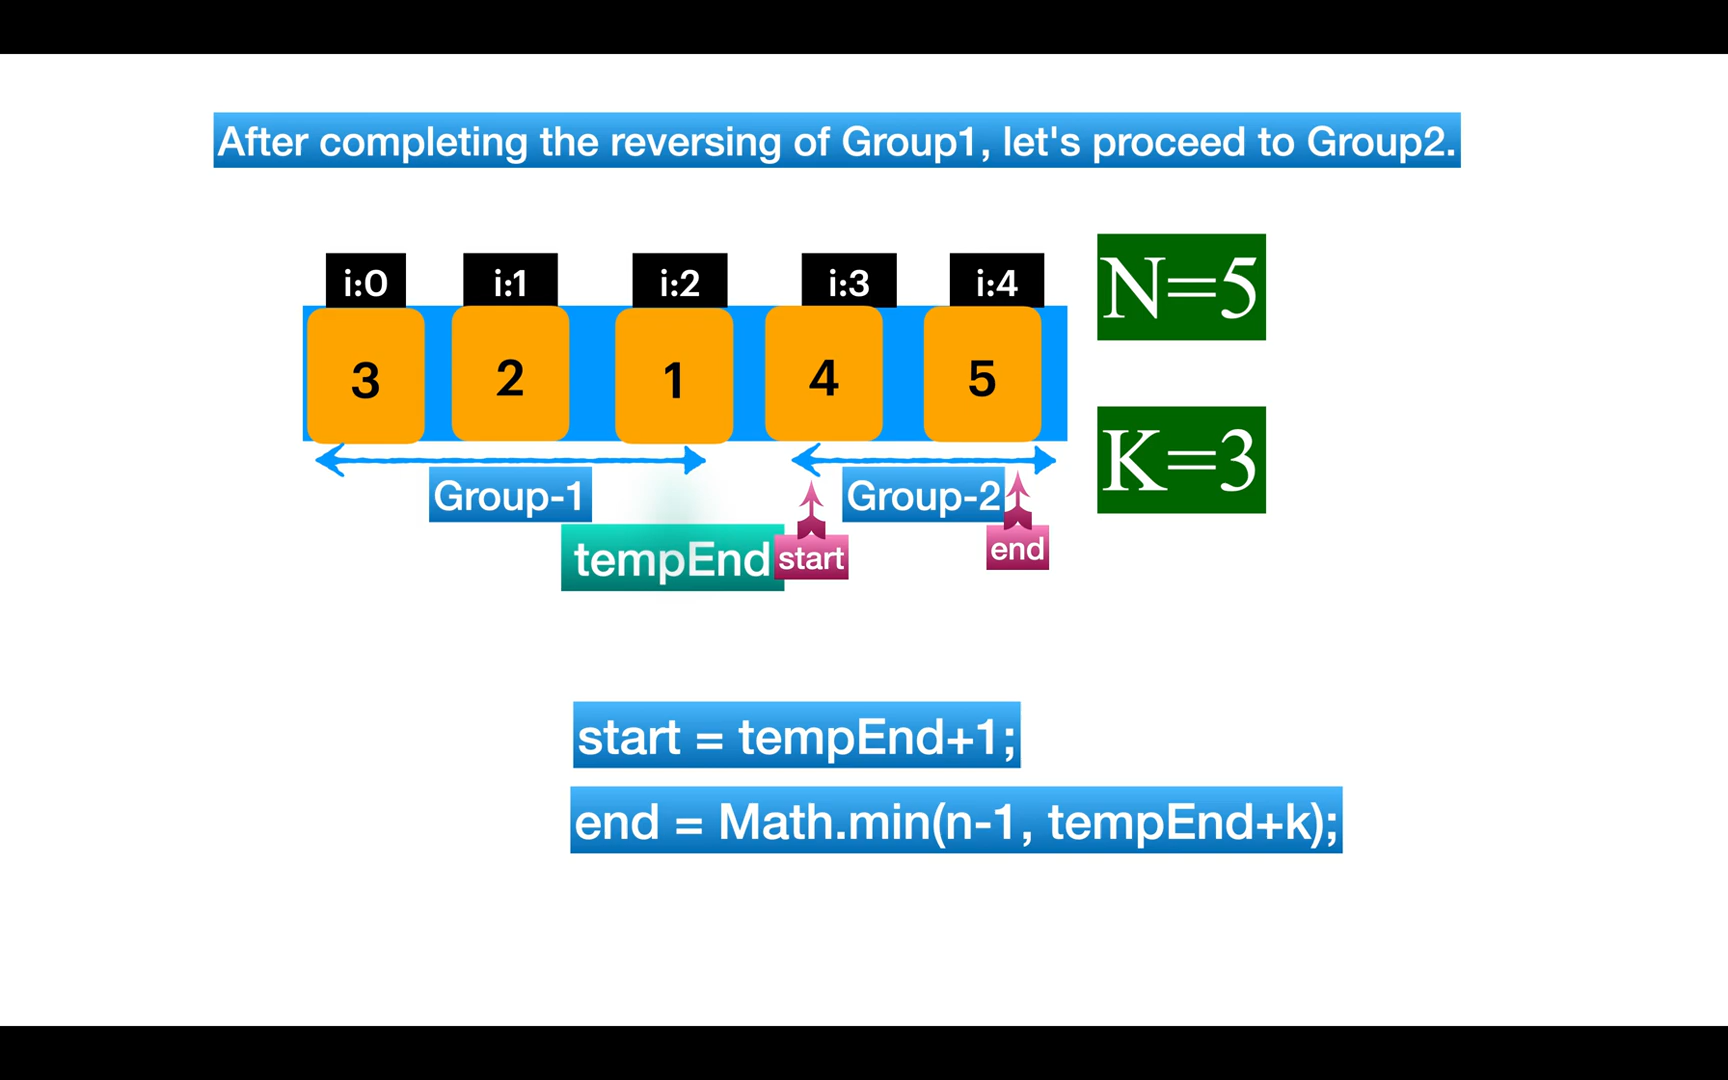 After completing the reversing of Group1, let's proceed to Group2.
i:0 i:1 i:2 i:3 i:4
N=5
3 2 1 4 5
K=3
Group-1 Group-2
tempEnd start end
start = tempEnd+1;
end = Math.min(n-1, tempEnd+k);